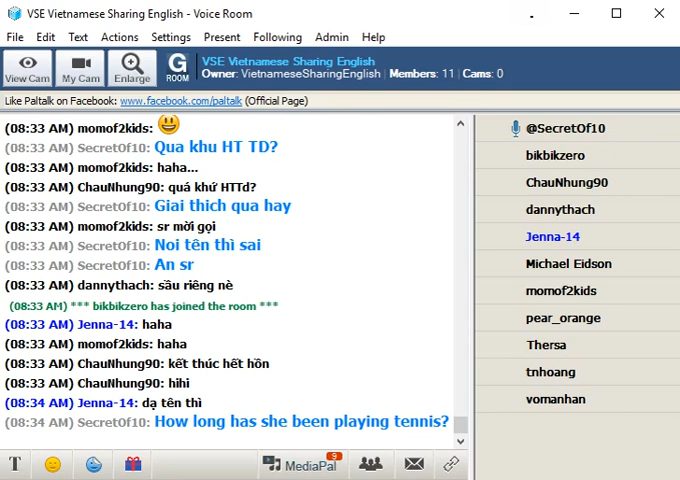 VSE Vietnamese Sharing English - Voice Room
File Edit Text Actions Settings Present Following Admin Help
View Cam My Cam Enlarge G ROOM
VSE Vietnamese Sharing English
Owner: VietnameseSharingEnglish Members: 11 Cams: 0
Like Paltalk on Facebook: www.facebook.com/paltalk (Official Page)
(08:33 AM) momof2kids:
(08:33 AM) SecretOf10: Qua khu HT TD?
(08:33 AM) momof2kids: haha...
(08:33 AM) ChauNhung90: quá khứ HTTd?
(08:33 AM) SecretOf10: Giai thich qua hay
(08:33 AM) momof2kids: sr mời gọi
(08:33 AM) SecretOf10: Noi tên thì sai
(08:33 AM) SecretOf10: An sr
(08:33 AM) dannythach: sầu riêng nè
(08:33 AM) *** bikbikzero has joined the room ***
(08:33 AM) Jenna-14: haha
(08:33 AM) momof2kids: haha
(08:33 AM) ChauNhung90: kết thúc hết hồn
(08:33 AM) ChauNhung90: hihi
(08:34 AM) Jenna-14: dạ tên thì
(08:34 AM) SecretOf10: How long has she been playing tennis?
@SecretOf10
bikbikzero
ChauNhung90
dannythach
Jenna-14
Michael Eidson
momof2kids
pear_orange
Thersa
tnhoang
vomanhan
T MediaPal 9